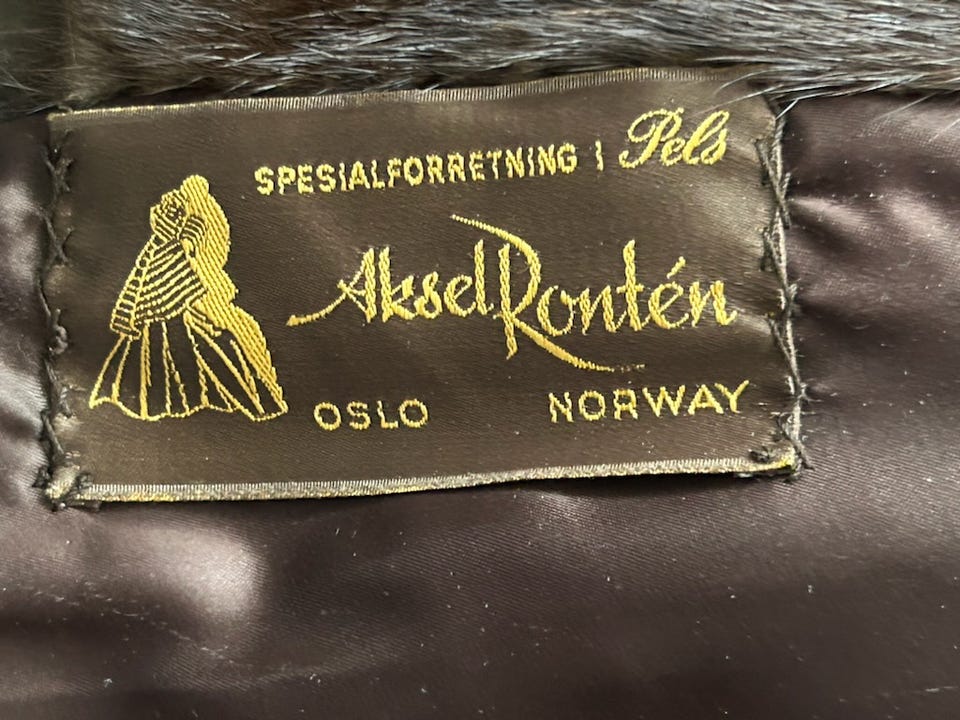 SPESIALFORRETNING I Pels
Aksel Rontén
OSLO NORWAY